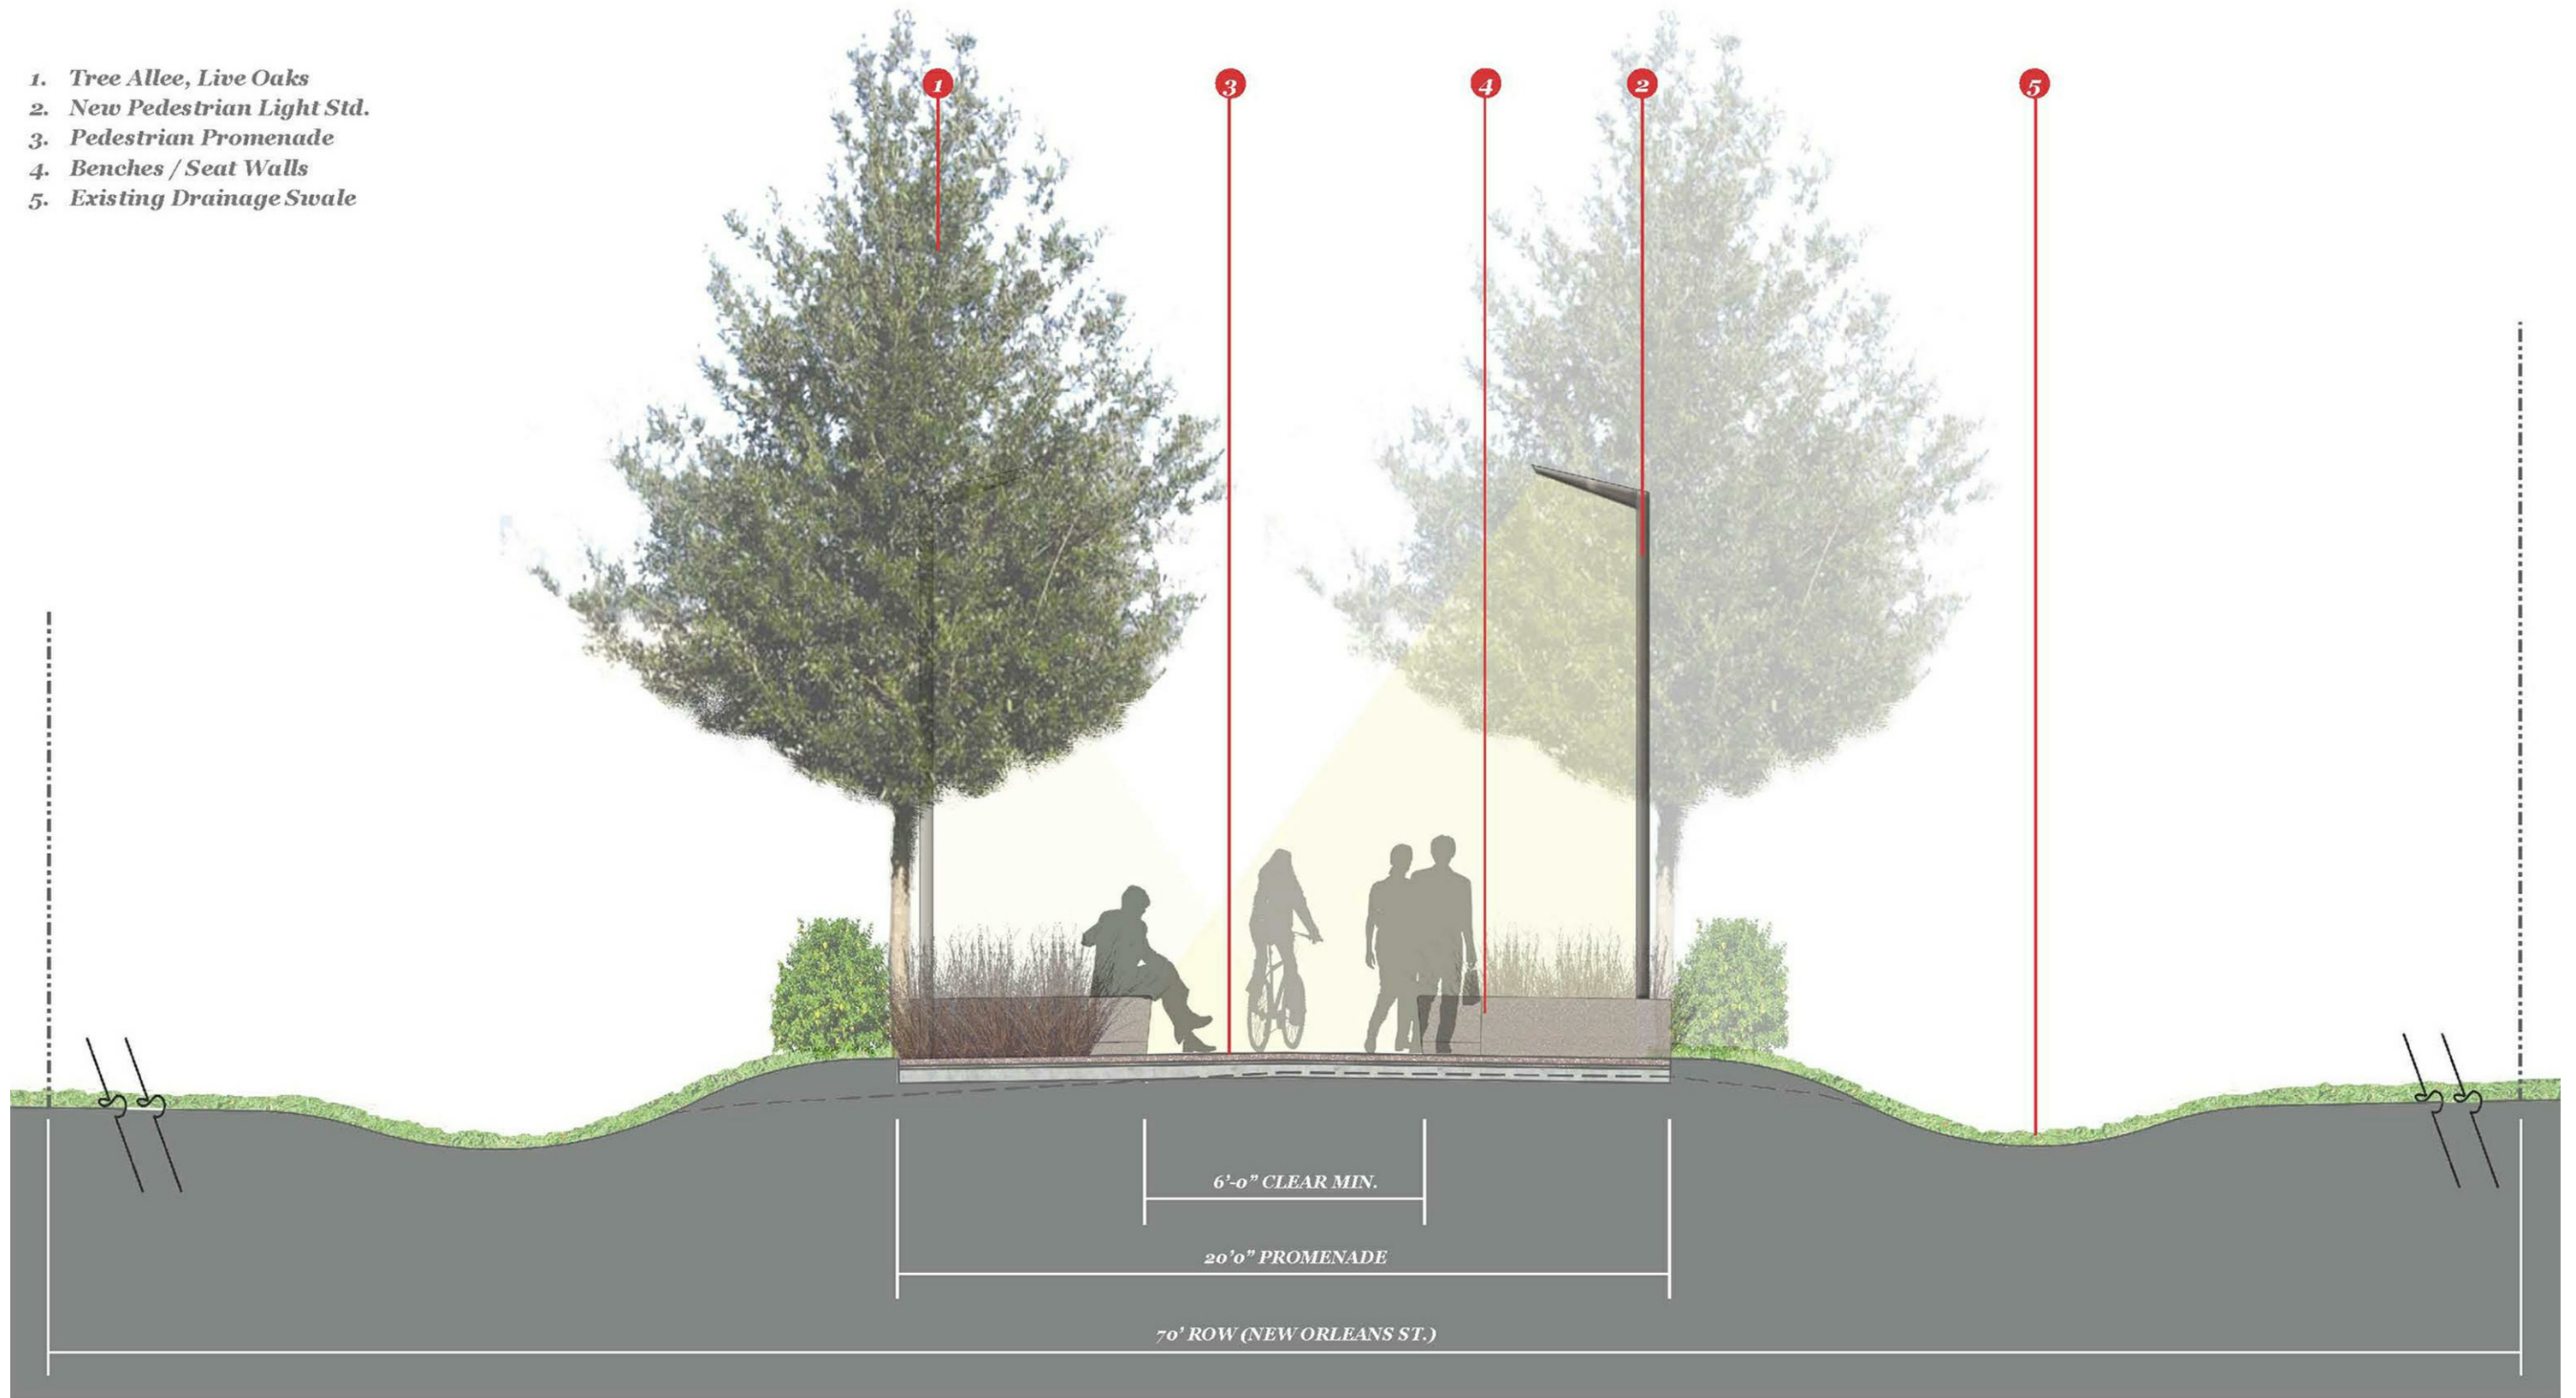 1. Tree Allee, Live Oaks
2. New Pedestrian Light Std.
3. Pedestrian Promenade
4. Benches / Seat Walls
5. Existing Drainage Swale
1
3
4
2
5
6'-0" CLEAR MIN.
20'0" PROMENADE
70' ROW (NEW ORLEANS ST.)